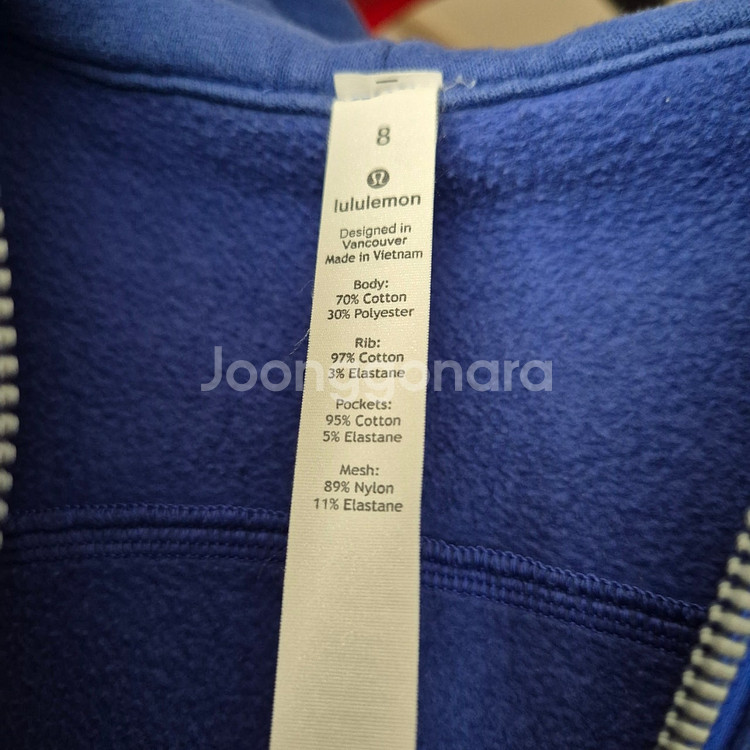 8
lululemon
Designed in
Vancouver
Made in Vietnam
Body:
70% Cotton
30% Polyester
Rib:
97% Cotton
3% Elastane
Joonggonara
Pockets:
95% Cotton
5% Elastane
Mesh:
89% Nylon
11% Elastane